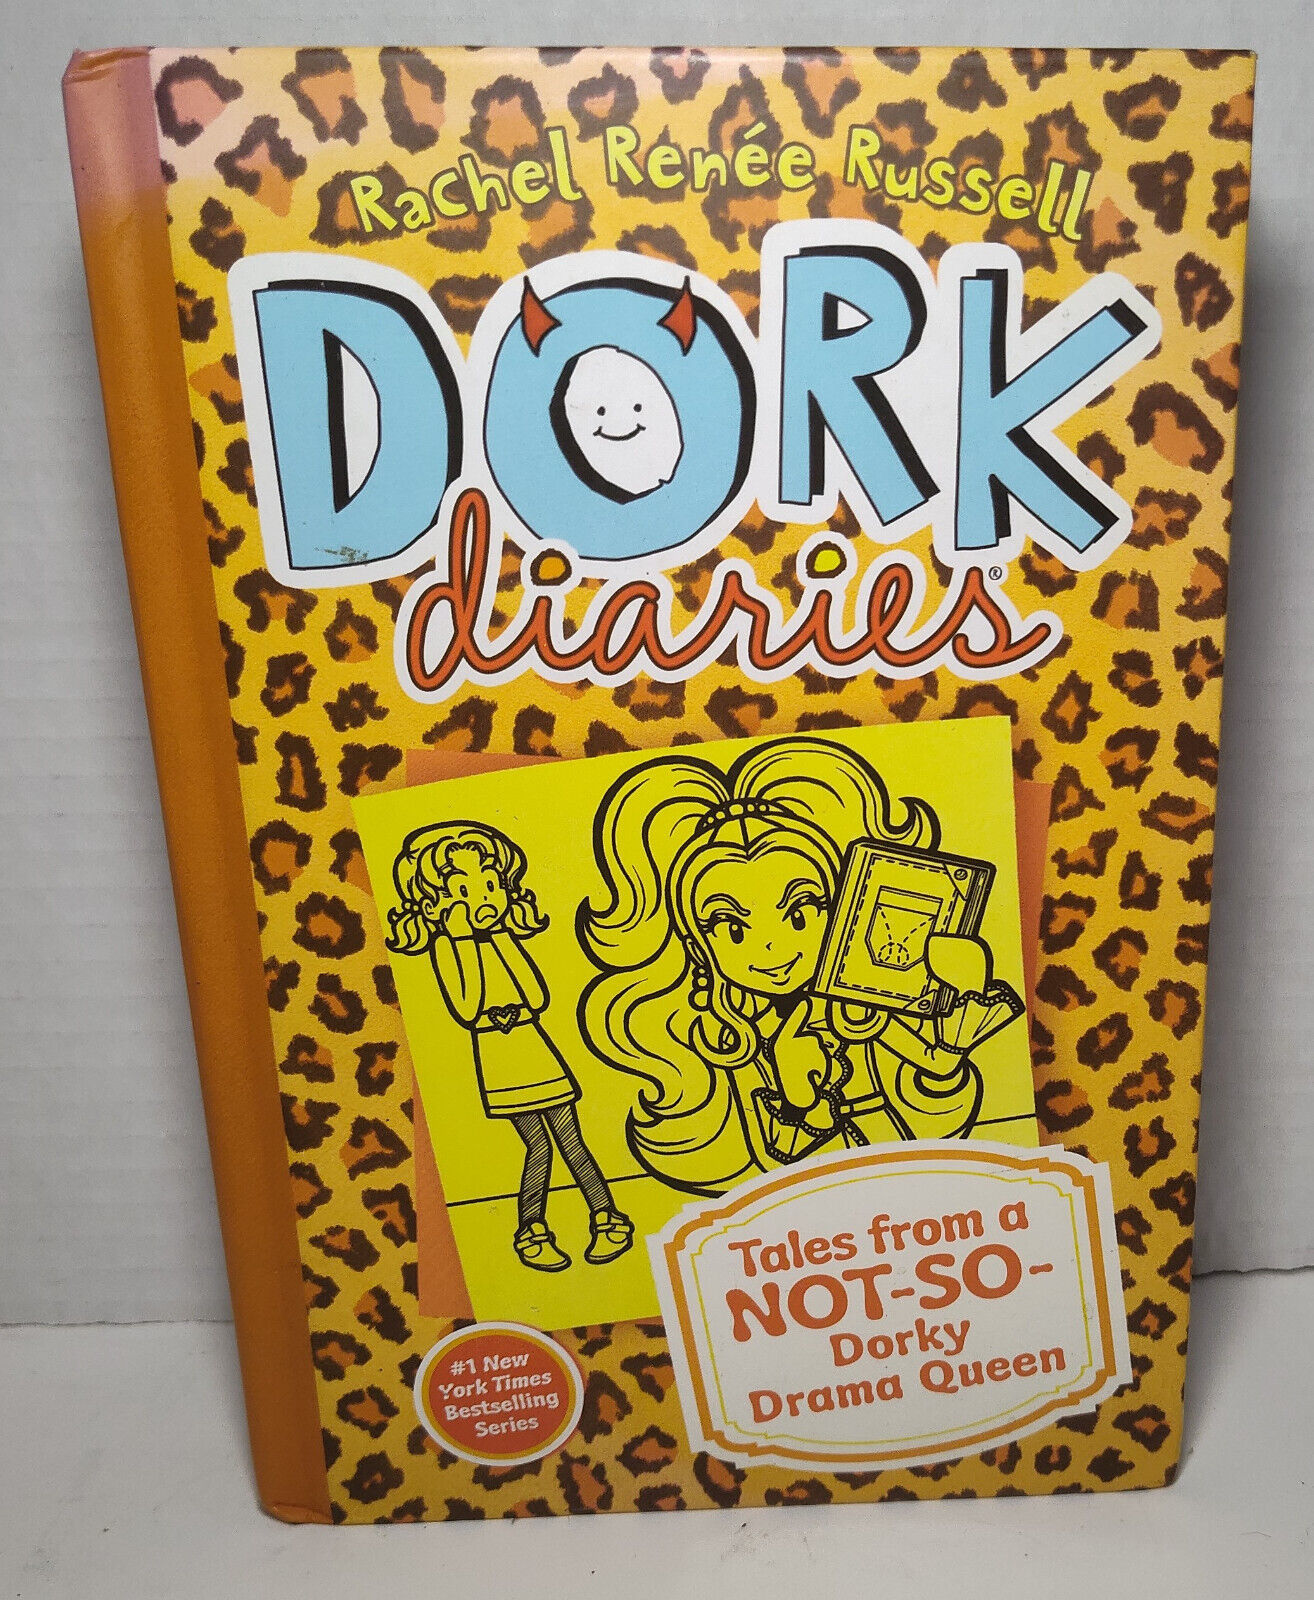 Rachel Renée Russell
DORK
diaries®
Tales from a
NOT-SO-
Dorky
Drama Queen
#1 New
York Times
Bestselling
Series